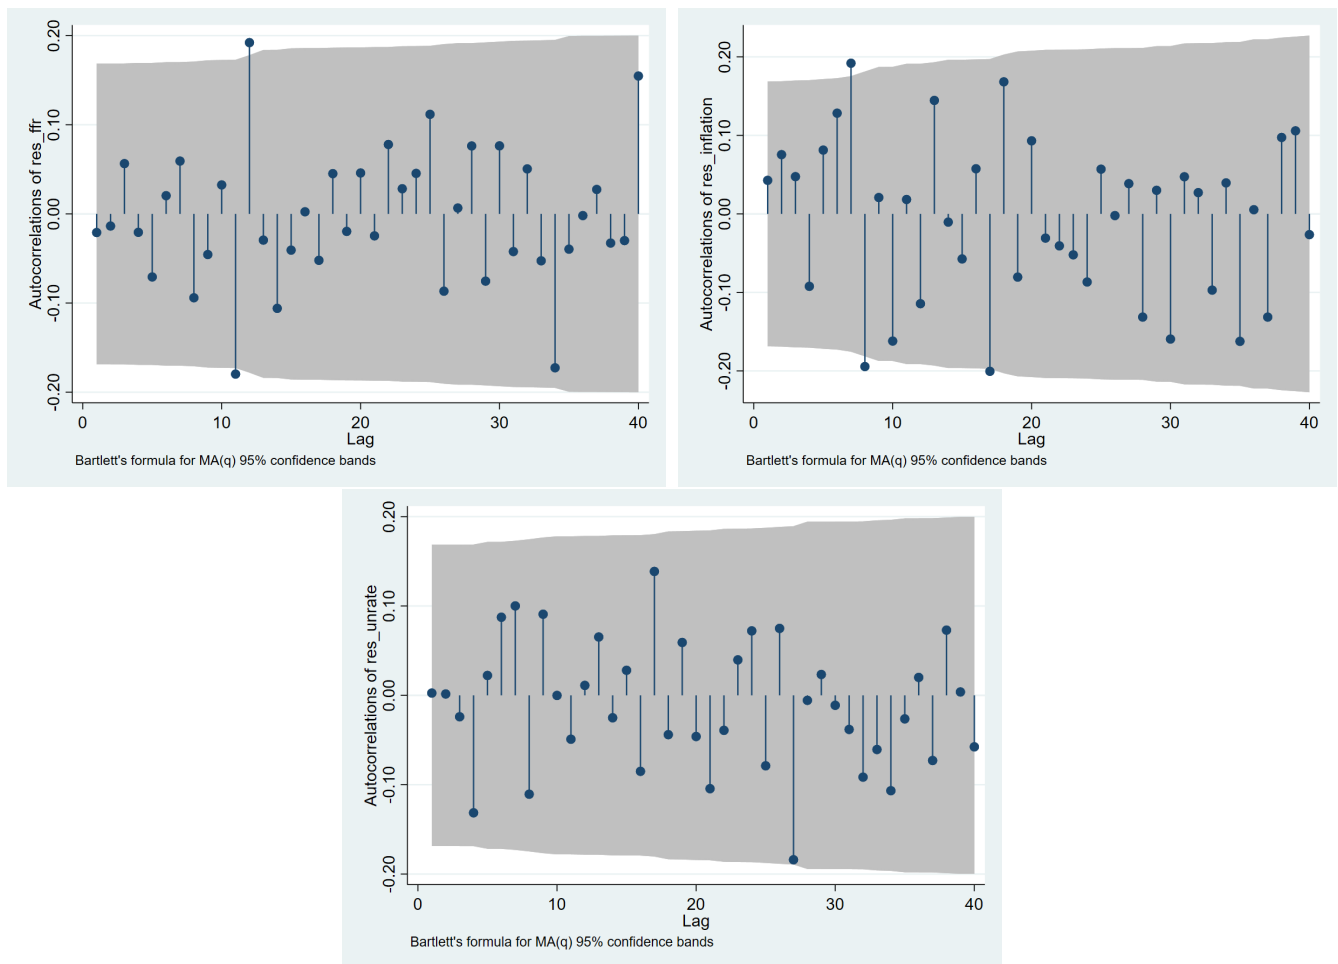 Autocorrelations of res_ffr
0.20
0.10
0.00
-0.10
-0.20
0 10 20 30 40
Lag
Bartlett's formula for MA(q) 95% confidence bands
Autocorrelations of res_inflation
0.20
0.10
0.00
-0.10
-0.20
0 10 20 30 40
Lag
Bartlett's formula for MA(q) 95% confidence bands
Autocorrelations of res_unrate
0.20
0.10
0.00
-0.10
-0.20
0 10 20 30 40
Lag
Bartlett's formula for MA(q) 95% confidence bands